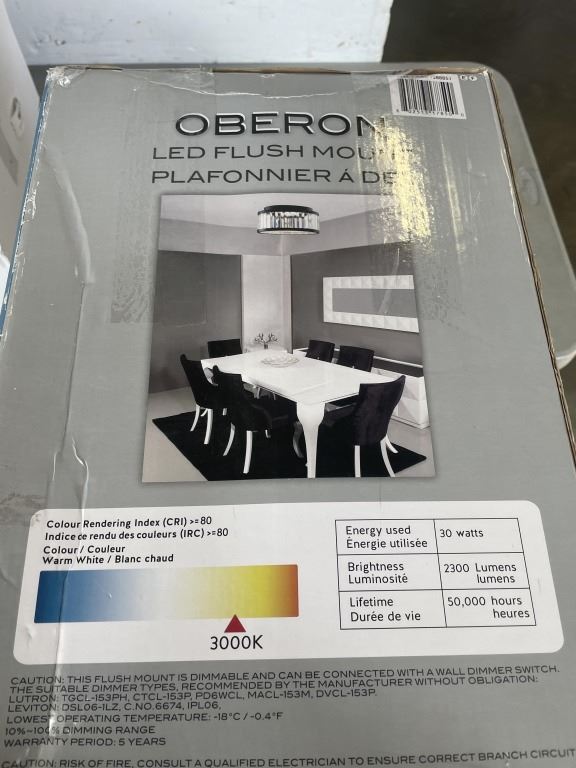 OBERON
LED FLUSH
PLAFONNIER Á
Colour Rendering Index (CRI) >=80
Indice de rendu des couleurs (IRC) >=80
Colour / Couleur
Warm White / Blanc chaud
3000K
Energy used
Énergie utilisée
30 watts
Brightness
Luminosité
2300 Lumens
lumens
Lifetime
Durée de vie
50,000 hours
heures
CAUTION: THIS FLUSH MOUNT IS DIMMABLE AND CAN BE CONNECTED WITH A WALL DIMMER SWITCH.
THE SUITABLE DIMMER TYPES, RECOMMENDED BY THE MANUFACTURER WITHOUT OBLIGATION:
LUTRON: TGCL-153PH, CTCL-153P, PD6WCL, MACL-153M, DVCL-153P.
LEVITON: DSL06-1LZ, C.NO.6674, IPL06,
LOWEST OPERATING TEMPERATURE: -18°C / -0.4°F
10%~100% DIMMING RANGE
WARRANTY PERIOD: 5 YEARS
CAUTION: RISK OF FIRE. CONSULT A QUALIFIED ELECTRICIAN TO ENSURE CORRECT BRANCH CIRCUIT